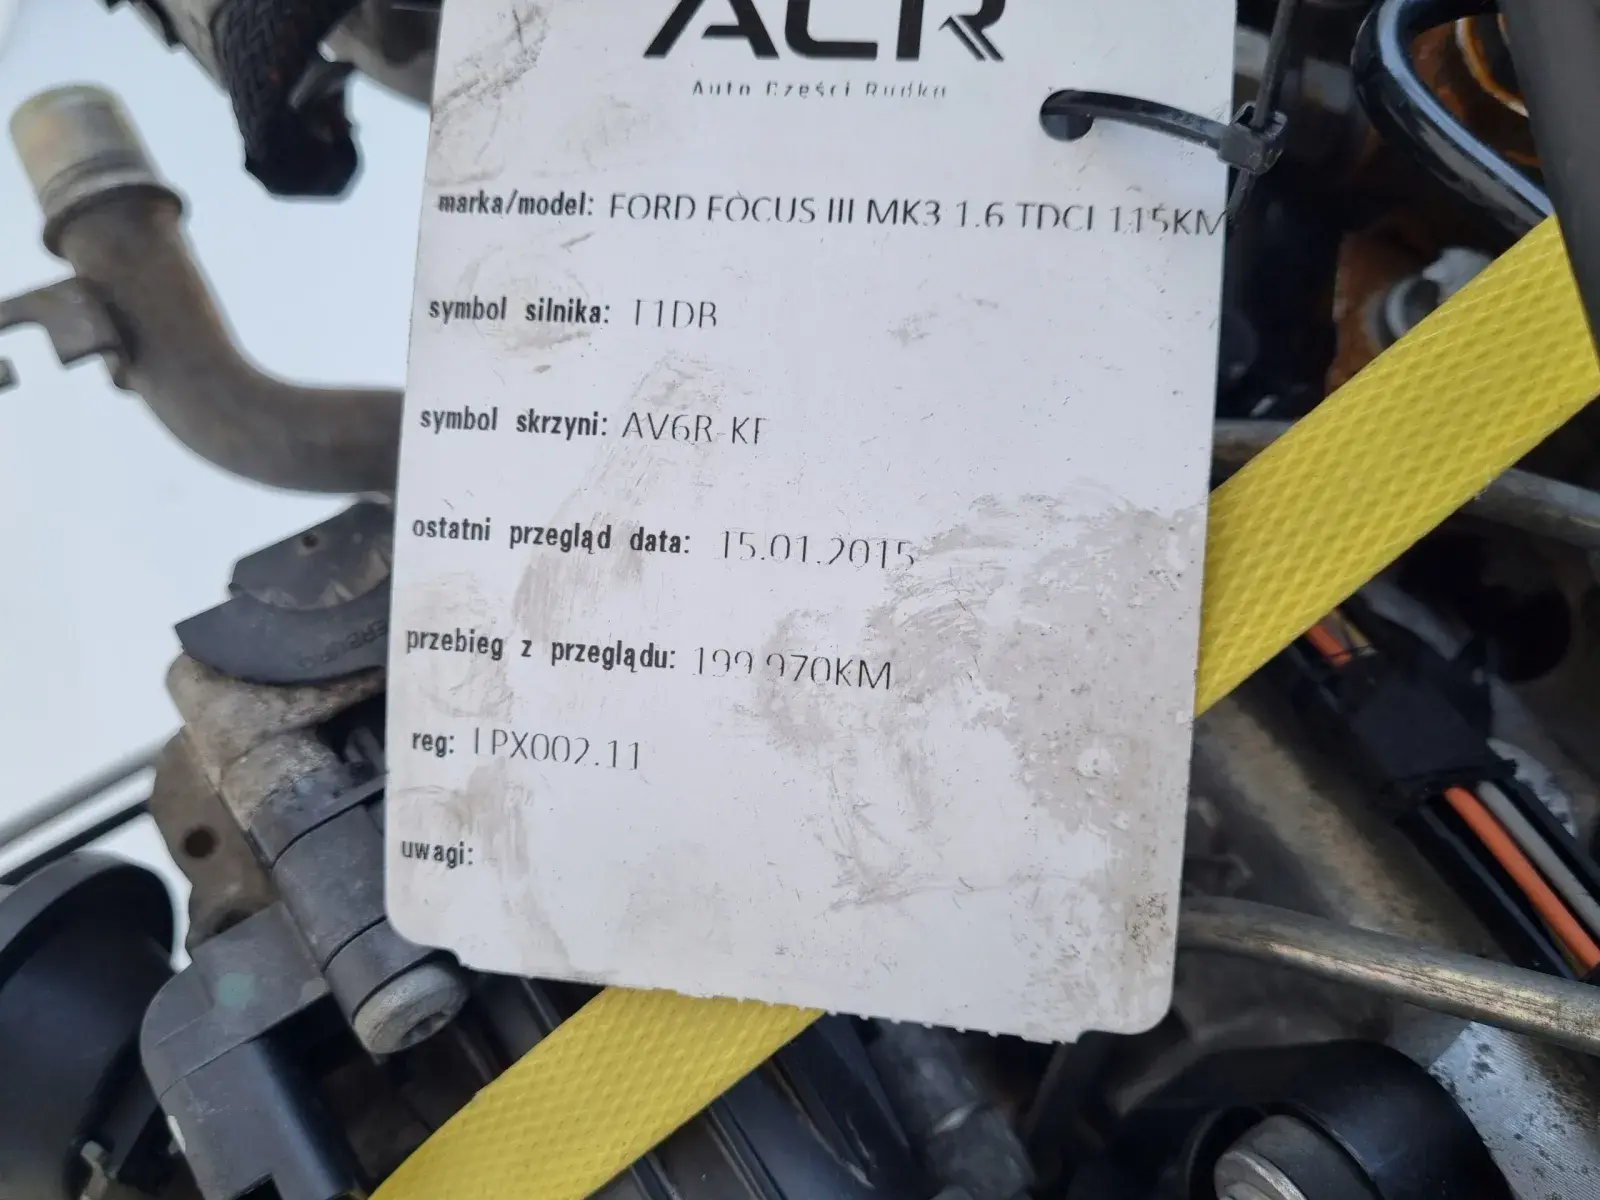 ACR
Auto Części Rudko
marka/model: FORD FOCUS III MK3 1.6 TDCI 115KM
symbol silnika: T1DB
symbol skrzyni: AV6R-KF
ostatni przegląd data: 15.01.2015
przebieg z przeglądu: 199 970KM
reg: LPX002.11
uwagi: